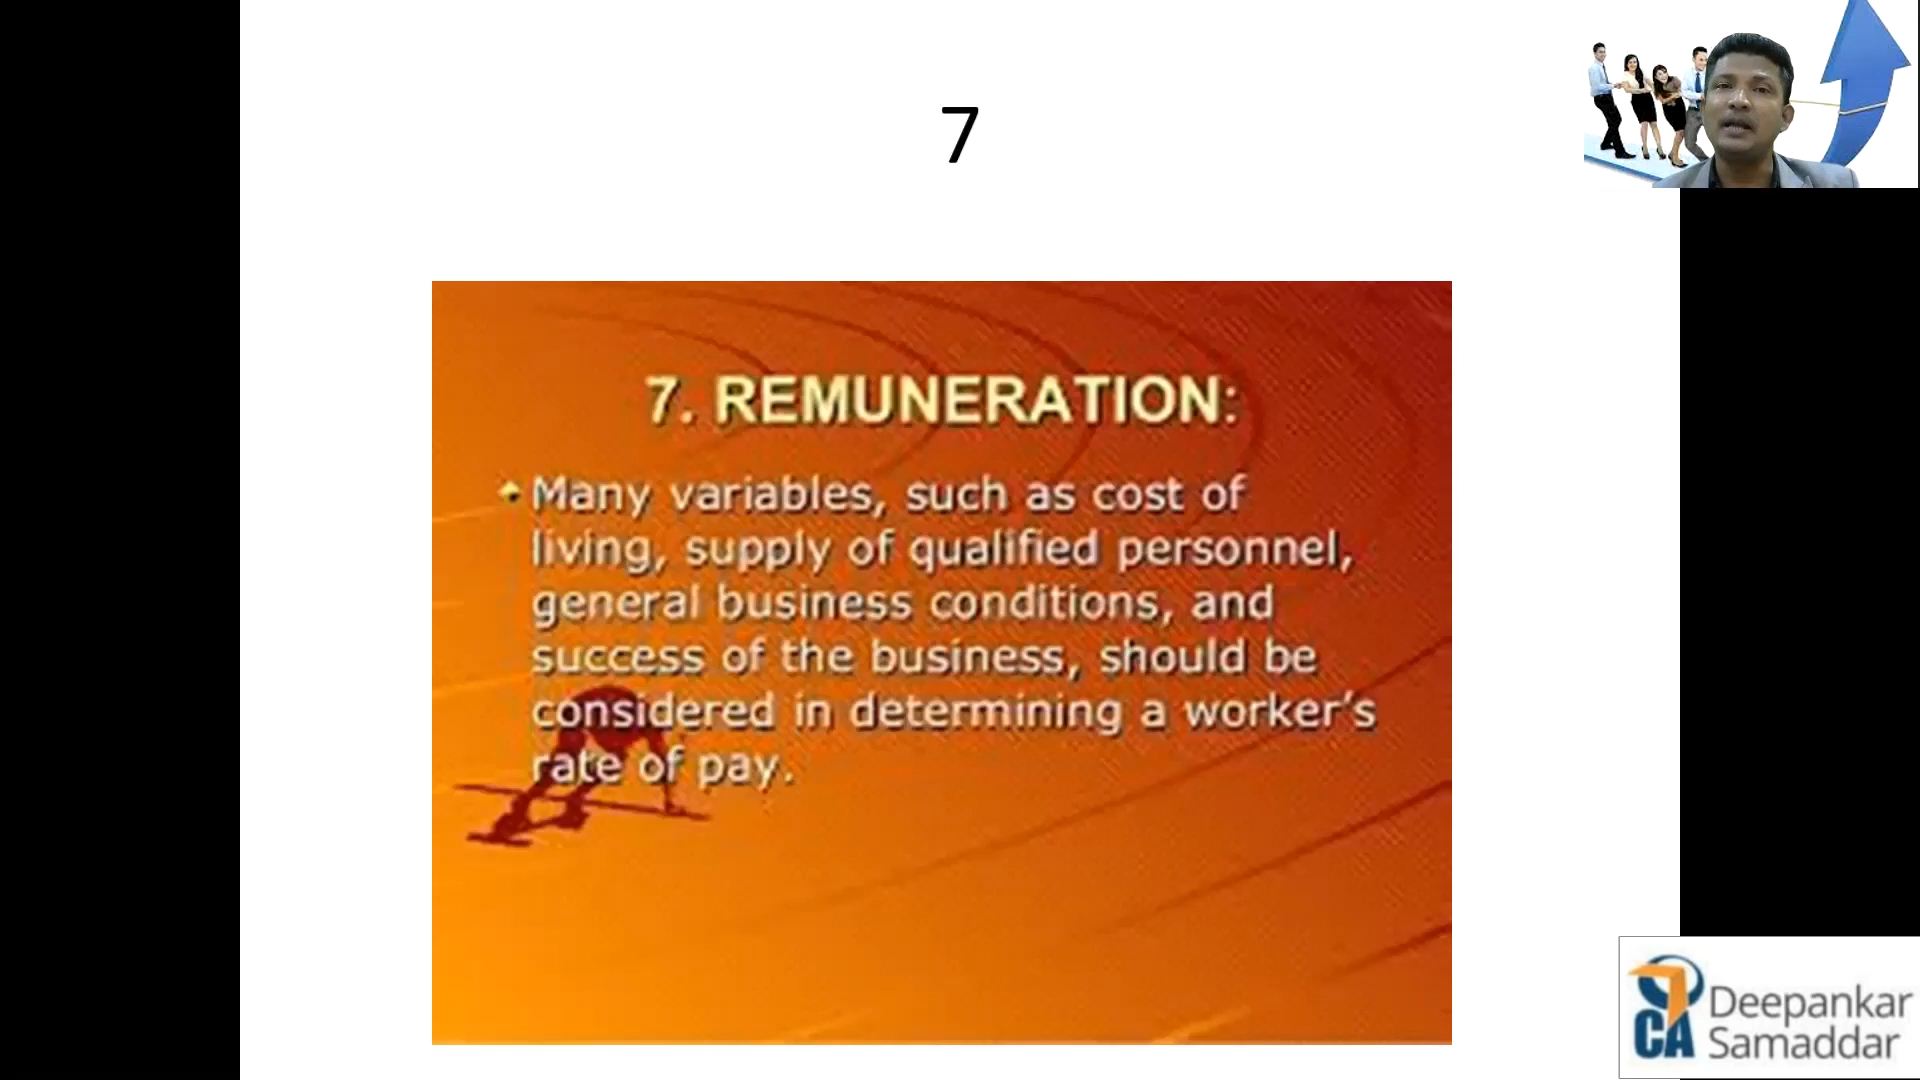 7
7. REMUNERATION:
Many variables, such as cost of
living, supply of qualified personnel,
general business conditions, and
success of the business, should be
considered in determining a worker’s
rate of pay.
CA
Deepankar
Samaddar